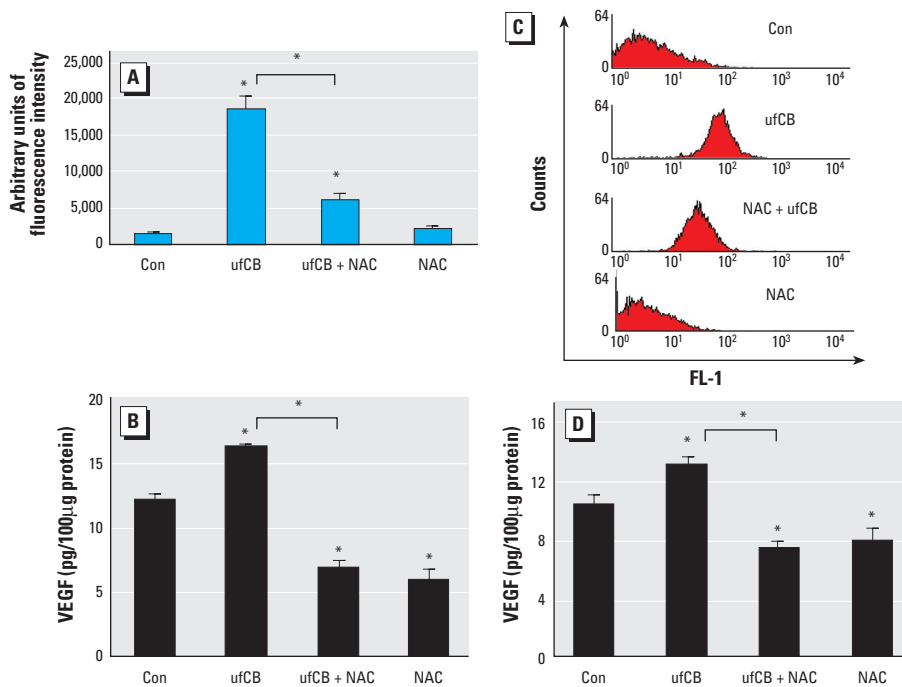 A
Arbitrary units of
fluorescence intensity
25,000
20,000
15,000
10,000
5,000
0
*
*
*
Con ufCB ufCB + NAC NAC
B
VEGF (pg/100μg protein)
20
15
10
5
0
*
*
*
*
Con ufCB ufCB + NAC NAC
C
Counts
64
0
Con
10⁰ 10¹ 10² 10³ 10⁴
64
0
ufCB
10⁰ 10¹ 10² 10³ 10⁴
64
0
NAC + ufCB
10⁰ 10¹ 10² 10³ 10⁴
64
0
NAC
10⁰ 10¹ 10² 10³ 10⁴
FL-1
D
VEGF (pg/100μg protein)
16
12
8
4
0
*
*
*
*
Con ufCB ufCB + NAC NAC